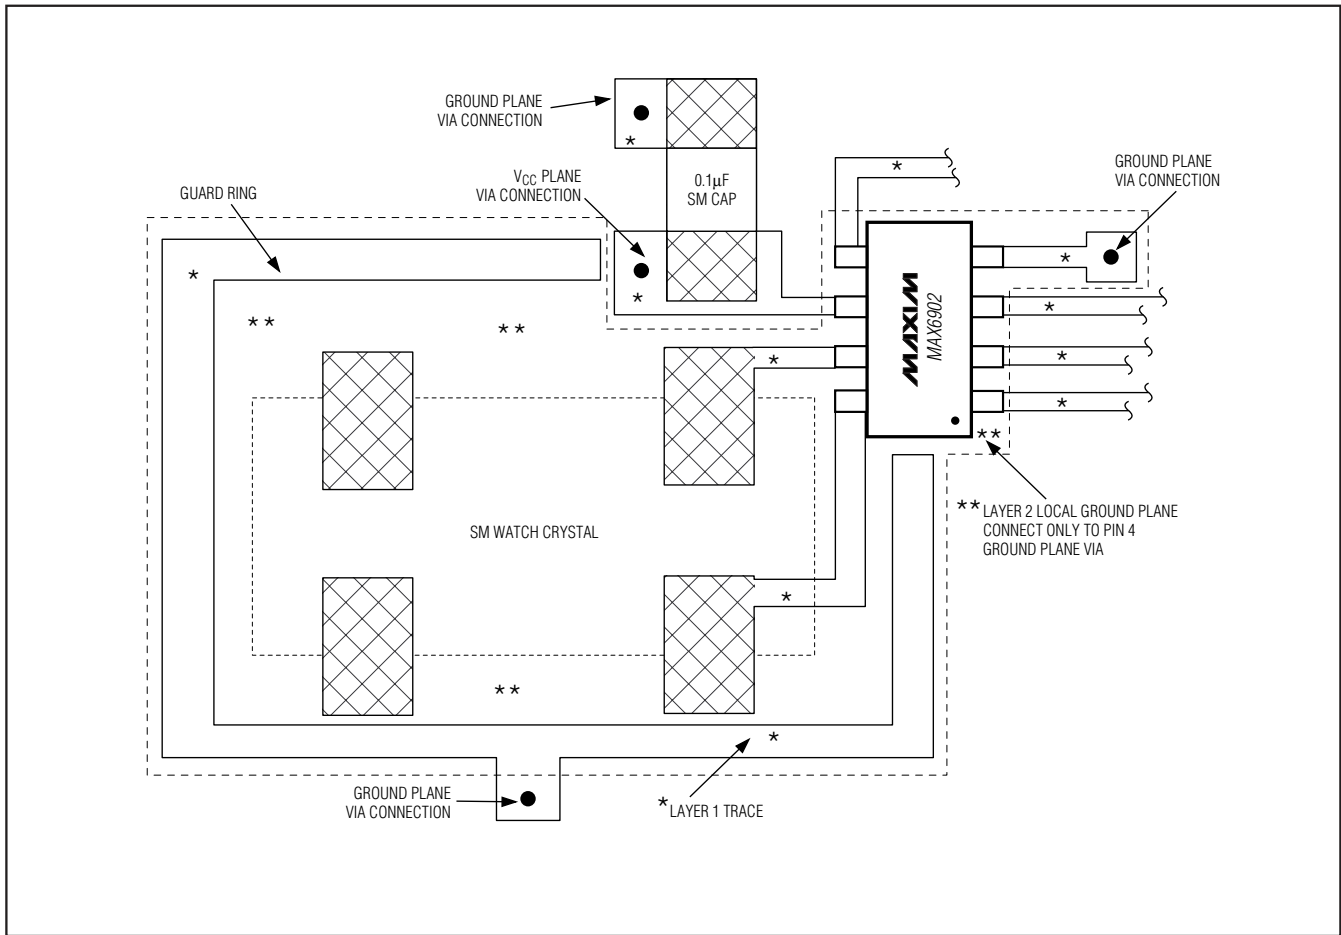 GROUND PLANE
VIA CONNECTION
*
VCC PLANE
VIA CONNECTION
0.1µF
SM CAP
*
GROUND PLANE
VIA CONNECTION
GUARD RING
*
*
*
**
**
*
MAXIM
MAX6902
*
*
*
**
SM WATCH CRYSTAL
**LAYER 2 LOCAL GROUND PLANE
CONNECT ONLY TO PIN 4
GROUND PLANE VIA
*
**
*
GROUND PLANE
VIA CONNECTION
*LAYER 1 TRACE